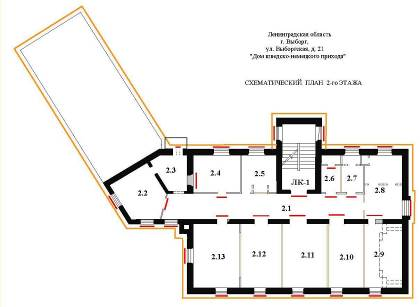 Ленинградская область
г. Выборг,
ул. Выборгская, д. 21
"Дом шведско-немецкого прихода"
СХЕМАТИЧЕСКИЙ ПЛАН 2-го ЭТАЖА
2.3
2.4
2.5
ЛК-1
2.6
2.7
2.8
2.2
2.1
2.13
2.12
2.11
2.10
2.9